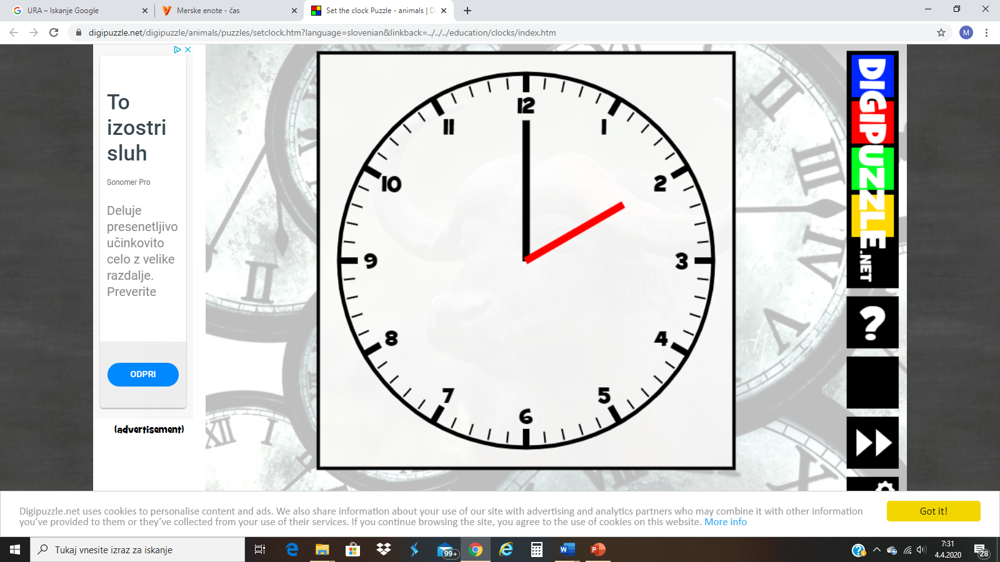 URA – Iskanje Google
Merske enote - čas
Set the clock Puzzle - animals | D
digipuzzle.net/digipuzzle/animals/puzzles/setclock.htm?language=slovenian&linkback=../../../education/clocks/index.htm
M
To
izostri
sluh
Sonomer Pro
Deluje
presenetljivo
učinkovito
celo z velike
razdalje.
Preverite
ODPRI
(advertisement)
12
1
2
3
4
5
6
7
8
9
10
11
DIGIPUZZLE.NET
?
II
III
V
X
II
XII
I
Digipuzzle.net uses cookies to personalise content and ads. We also share information about your use of our site with advertising and analytics partners who may combine it with other information
you've provided to them or they've collected from your use of their services. If you continue browsing the site, you agree to the use of cookies on this website. More info
Got it!
Tukaj vnesite izraz za iskanje
99+
7:31
4.4.2020
28